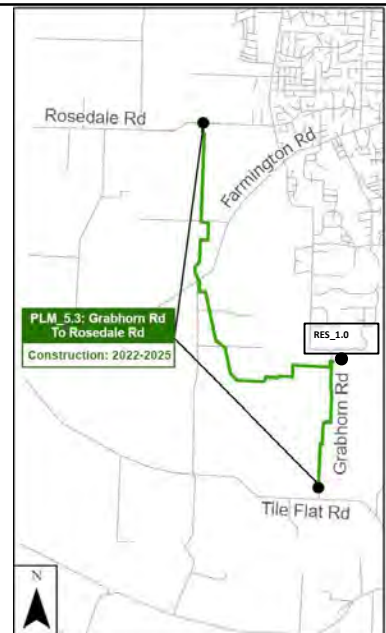 Rosedale Rd
Farmington Rd
PLM_5.3: Grabhorn Rd
To Rosedale Rd
Construction: 2022-2025
RES_1.0
Grabhorn Rd
Tile Flat Rd
N